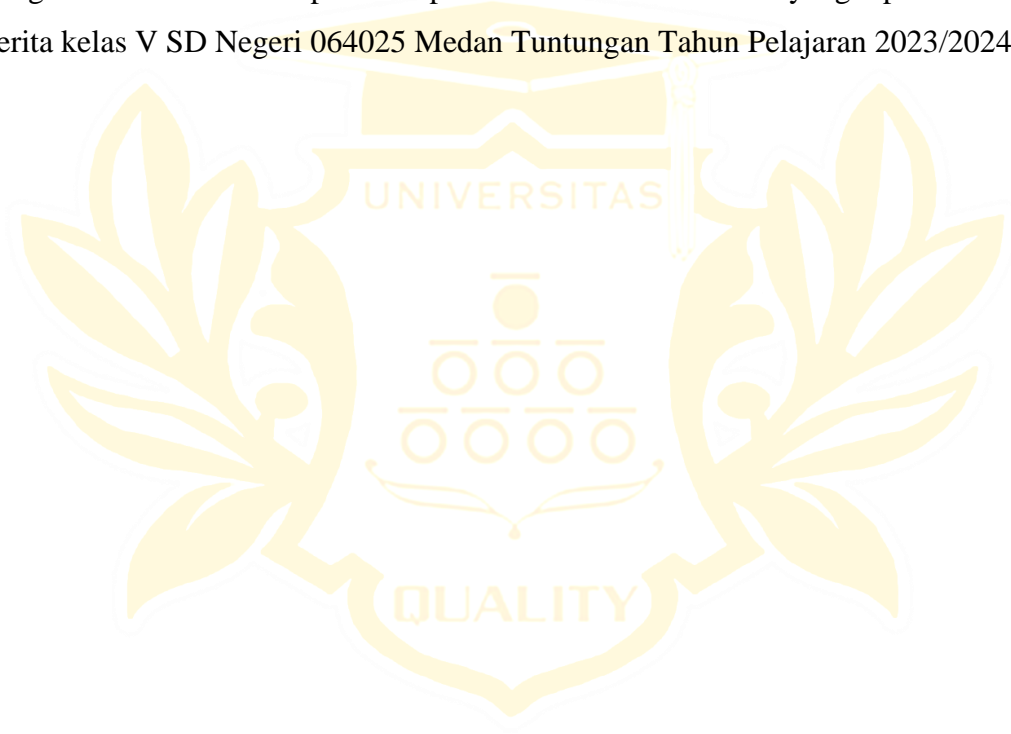 erita kelas V SD Negeri 064025 Medan Tuntungan Tahun Pelajaran 2023/2024
UNIVERSITAS
QUALITY